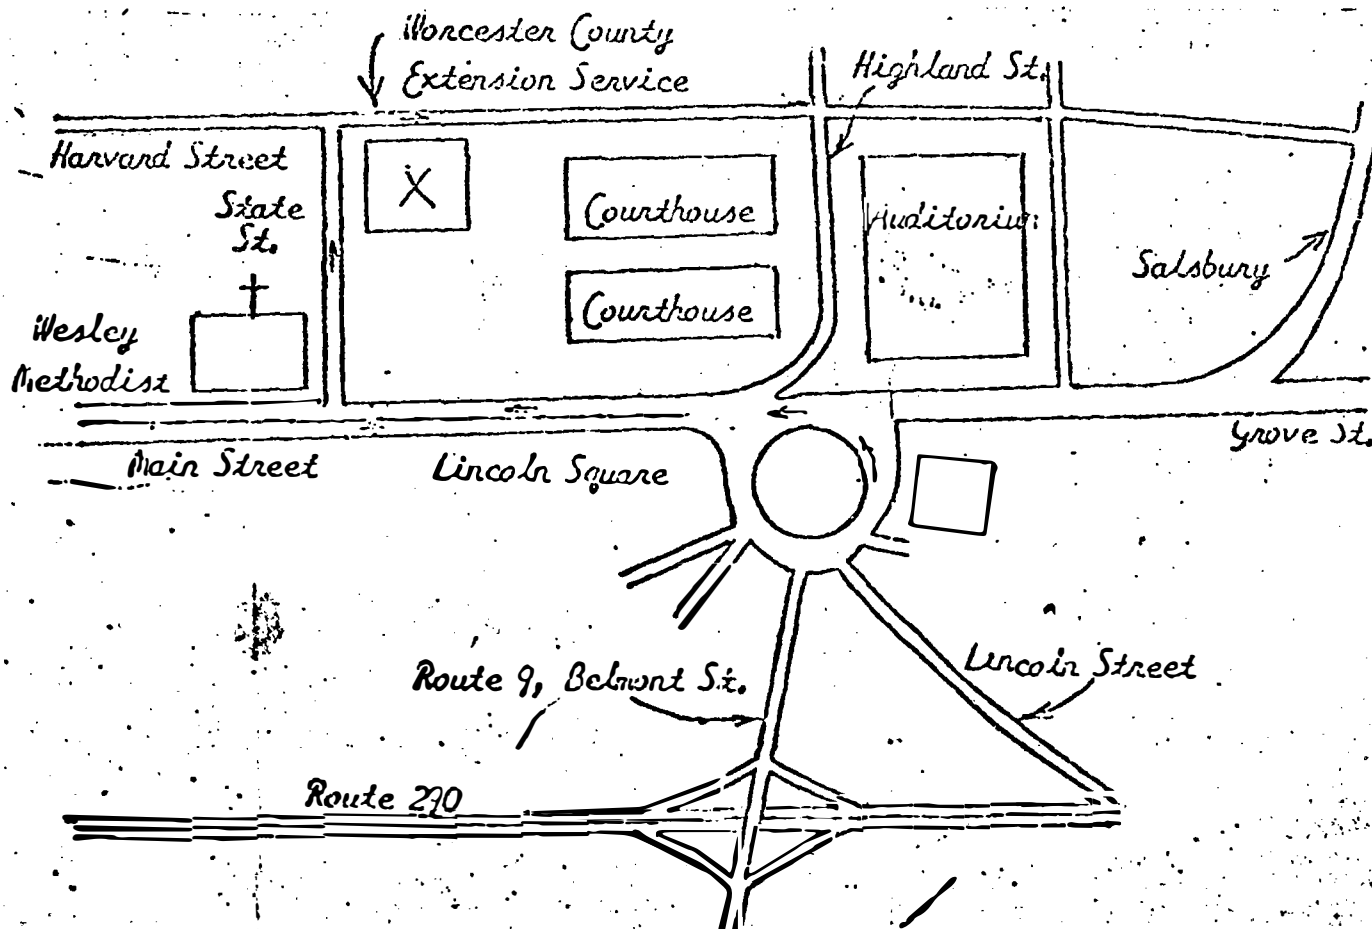 Worcester County
Extension Service
Highland St.
Harvard Street
State
St.
X
Courthouse
Auditorium
Salsbury
Courthouse
Wesley
Methodist
Main Street
Lincoln Square
Grove St.
Route 9, Belmont St.
Lincoln Street
Route 290